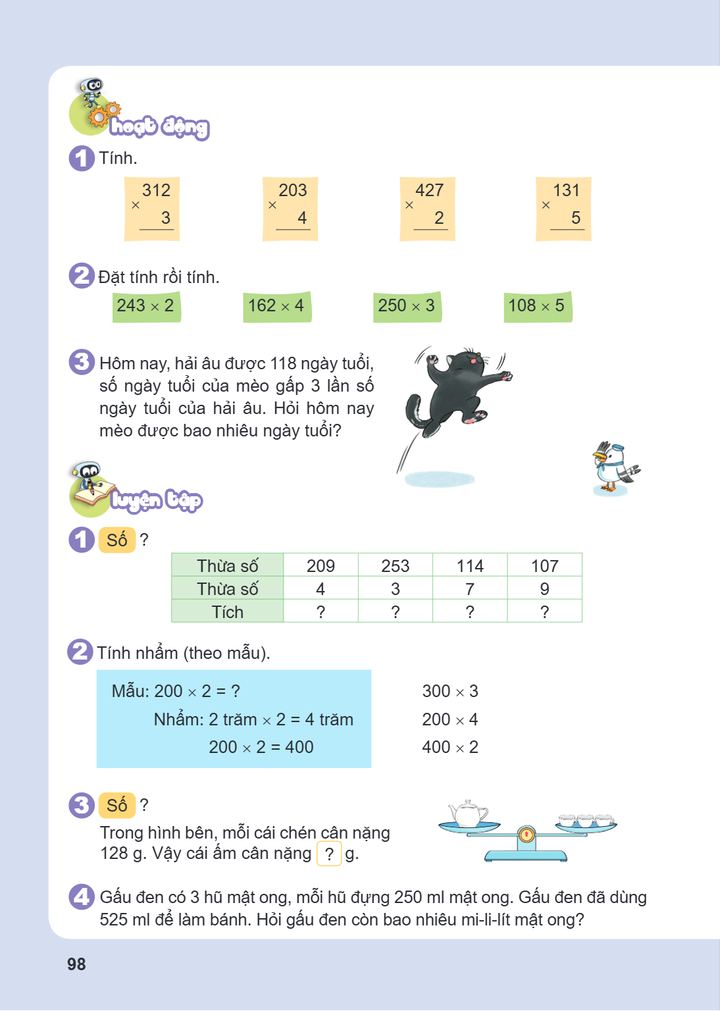 hoạt động
1 Tính.
312 203 427 131
× × × ×
3 4 2 5
2 Đặt tính rồi tính.
243 × 2 162 × 4 250 × 3 108 × 5
3 Hôm nay, hải âu được 118 ngày tuổi,
số ngày tuổi của mèo gấp 3 lần số
ngày tuổi của hải âu. Hỏi hôm nay
mèo được bao nhiêu ngày tuổi?
luyện tập
1 Số ?
Thừa số 209 253 114 107
Thừa số 4 3 7 9
Tích ? ? ? ?
2 Tính nhẩm (theo mẫu).
Mẫu: 200 × 2 = ? 300 × 3
Nhẩm: 2 trăm × 2 = 4 trăm 200 × 4
200 × 2 = 400 400 × 2
3 Số ?
Trong hình bên, mỗi cái chén cân nặng
128 g. Vậy cái ấm cân nặng ? g.
4 Gấu đen có 3 hũ mật ong, mỗi hũ đựng 250 ml mật ong. Gấu đen đã dùng
525 ml để làm bánh. Hỏi gấu đen còn bao nhiêu mi-li-lít mật ong?
98